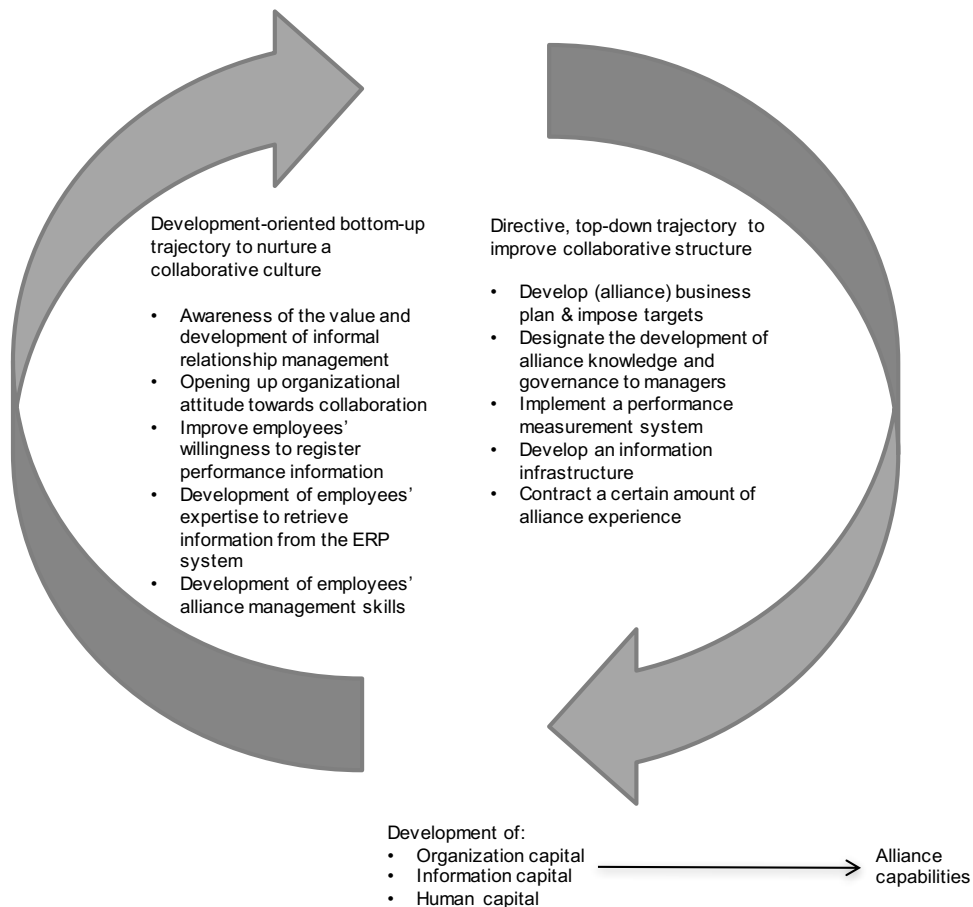 Development-oriented bottom-up
trajectory to nurture a
collaborative culture
• Awareness of the value and
development of informal
relationship management
• Opening up organizational
attitude towards collaboration
• Improve employees’
willingness to register
performance information
• Development of employees’
expertise to retrieve
information from the ERP
system
• Development of employees’
alliance management skills
Directive, top-down trajectory to
improve collaborative structure
• Develop (alliance) business
plan & impose targets
• Designate the development of
alliance knowledge and
governance to managers
• Implement a performance
measurement system
• Develop an information
infrastructure
• Contract a certain amount of
alliance experience
Development of:
• Organization capital
• Information capital
• Human capital
Alliance
capabilities